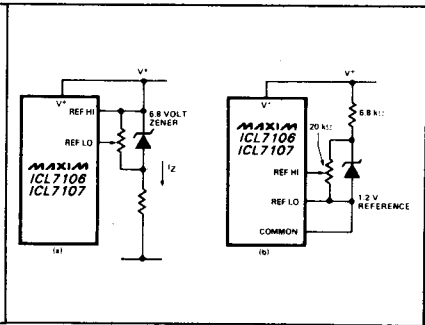 V⁺
V⁺
REF HI
6.8 VOLT
ZENER
REF LO
MAXIM
ICL7106
ICL7107
IZ
(a)
V⁺
V⁺
6.8 kΩ
20 kΩ
MAXIM
ICL7106
ICL7107
REF HI
REF LO
1.2 V
REFERENCE
COMMON
(b)